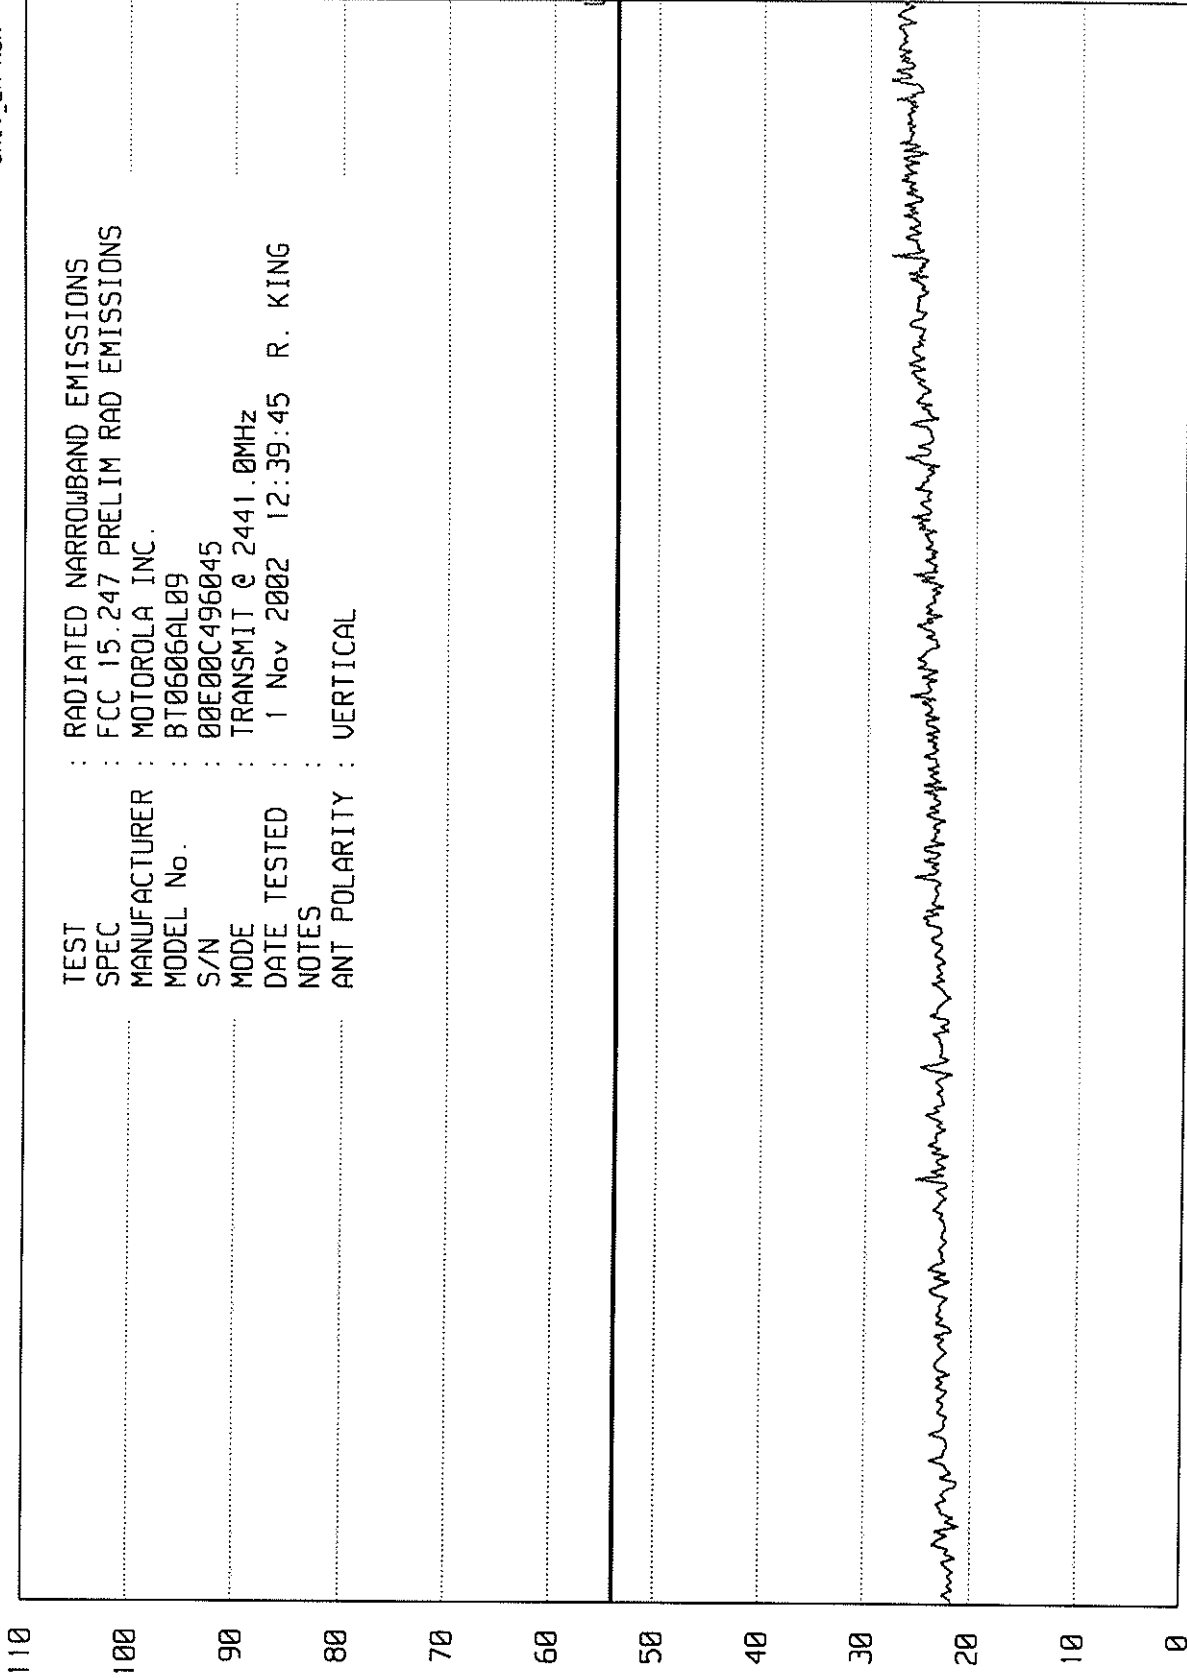 TEST : RADIATED NARROWBAND EMISSIONS
SPEC : FCC 15.247 PRELIM RAD EMISSIONS
MANUFACTURER : MOTOROLA INC.
MODEL No. : BT0606AL09
S/N : 00E00C496045
MODE : TRANSMIT @ 2441.0MHz
DATE TESTED : 1 Nov 2002 12:39:45 R. KING
NOTES :
ANT POLARITY : VERTICAL
110
100
90
80
70
60
50
40
30
20
10
0